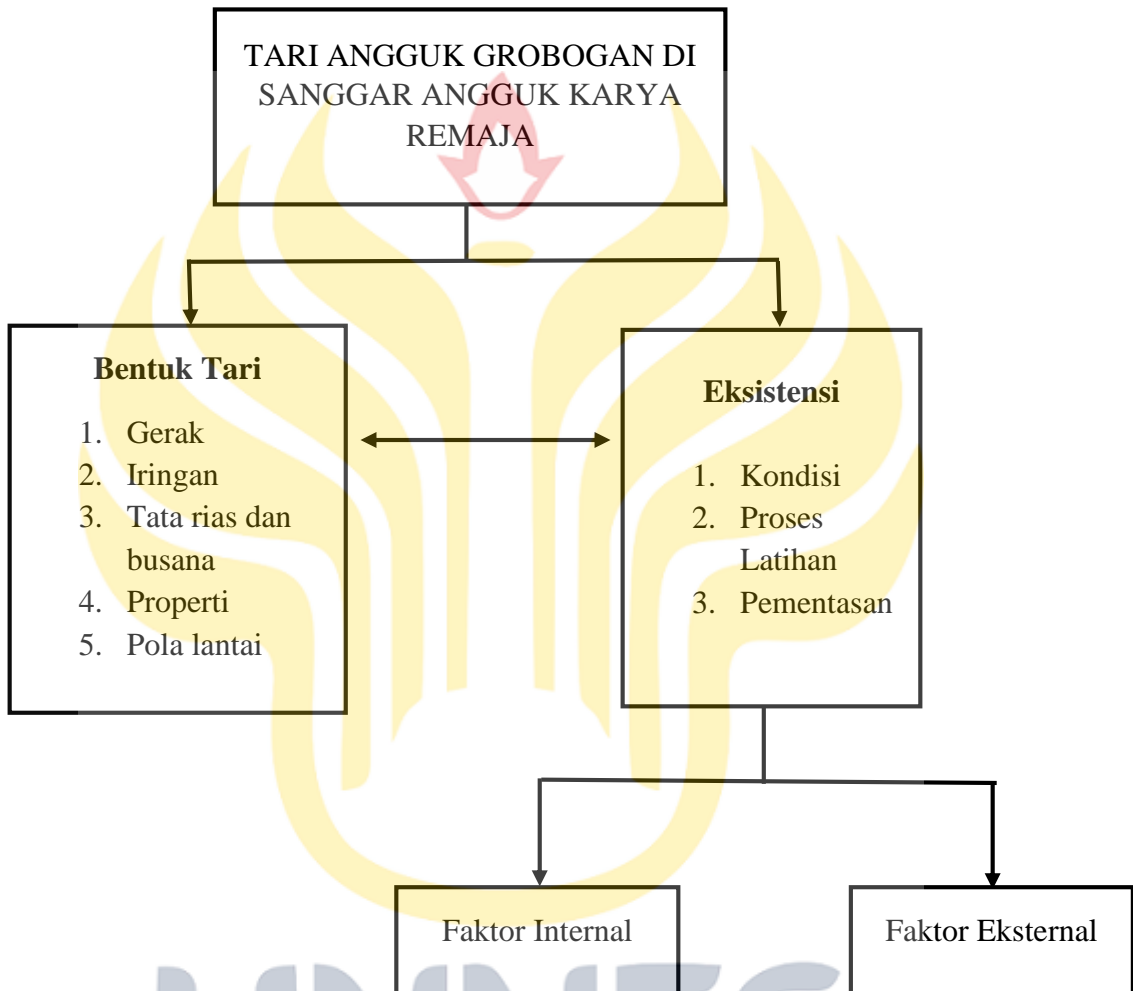 TARI ANGGUK GROBOGAN DI
SANGGAR ANGGUK KARYA
REMAJA
Bentuk Tari
1. Gerak
2. Iringan
3. Tata rias dan
busana
4. Properti
5. Pola lantai
Eksistensi
1. Kondisi
2. Proses
Latihan
3. Pementasan
Faktor Internal
Faktor Eksternal